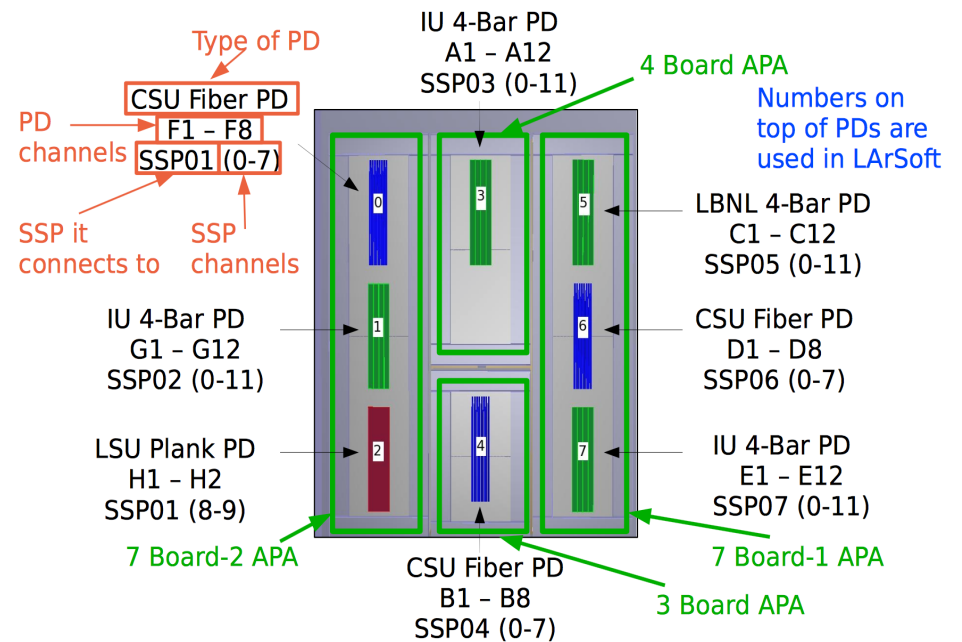 IU 4-Bar PD
A1 – A12
SSP03 (0-11)
Type of PD
CSU Fiber PD
F1 – F8
SSP01 (0-7)
PD
channels
SSP it
connects to
SSP
channels
4 Board APA
Numbers on
top of PDs are
used in LArSoft
0
3
5
LBNL 4-Bar PD
C1 – C12
SSP05 (0-11)
IU 4-Bar PD
G1 – G12
SSP02 (0-11)
1
6
CSU Fiber PD
D1 – D8
SSP06 (0-7)
LSU Plank PD
H1 – H2
SSP01 (8-9)
2
4
7
IU 4-Bar PD
E1 – E12
SSP07 (0-11)
7 Board-2 APA
7 Board-1 APA
CSU Fiber PD
B1 – B8
SSP04 (0-7)
3 Board APA